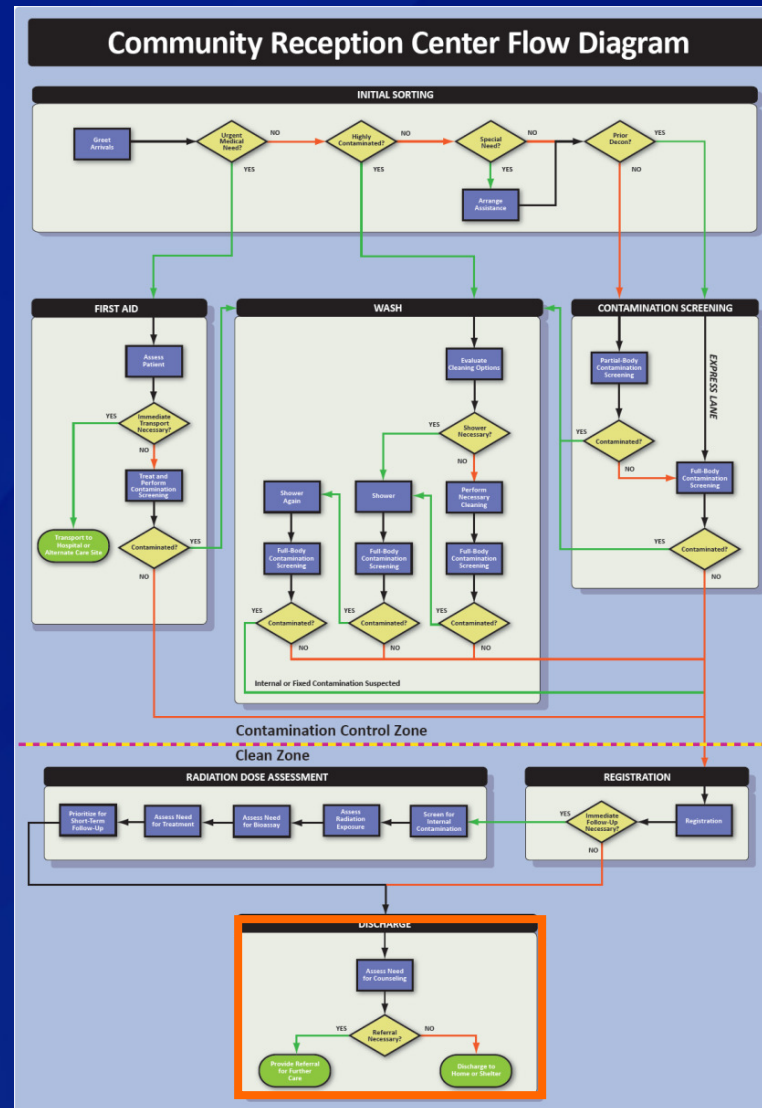 Community Reception Center Flow Diagram
INITIAL SORTING
Greet
Arrivals
Urgent
Medical
Need?
NO
YES
Highly
Contaminated?
NO
YES
Special
Need?
NO
YES
Arrange
Assistance
Prior
Decon?
YES
NO
FIRST AID
Assess
Patient
Immediate
Transport
Necessary?
YES
NO
Treat and
Perform
Contamination
Screening
Transport to
Hospital or
Alternate Care Site
Contaminated?
YES
NO
WASH
Evaluate
Cleaning Options
Shower
Necessary?
YES
NO
Shower
Again
Shower
Perform
Necessary
Cleaning
Full-Body
Contamination
Screening
Full-Body
Contamination
Screening
Full-Body
Contamination
Screening
YES
Contaminated?
NO
YES
Contaminated?
NO
YES
Contaminated?
NO
Internal or Fixed Contamination Suspected
CONTAMINATION SCREENING
Partial-Body
Contamination
Screening
EXPRESS LANE
YES
Contaminated?
NO
Full-Body
Contamination
Screening
YES
Contaminated?
NO
Contamination Control Zone
Clean Zone
RADIATION DOSE ASSESSMENT
Prioritize for
Short-Term
Follow-Up
Assess Need
for Treatment
Assess Need
for Bioassay
Assess
Radiation
Exposure
Screen for
Internal
Contamination
REGISTRATION
YES
Immediate
Follow-Up
Necessary?
NO
Registration
DISCHARGE
Assess Need
for Counseling
YES
Referral
Necessary?
NO
Provide Referral
for Further
Care
Discharge to
Home or Shelter